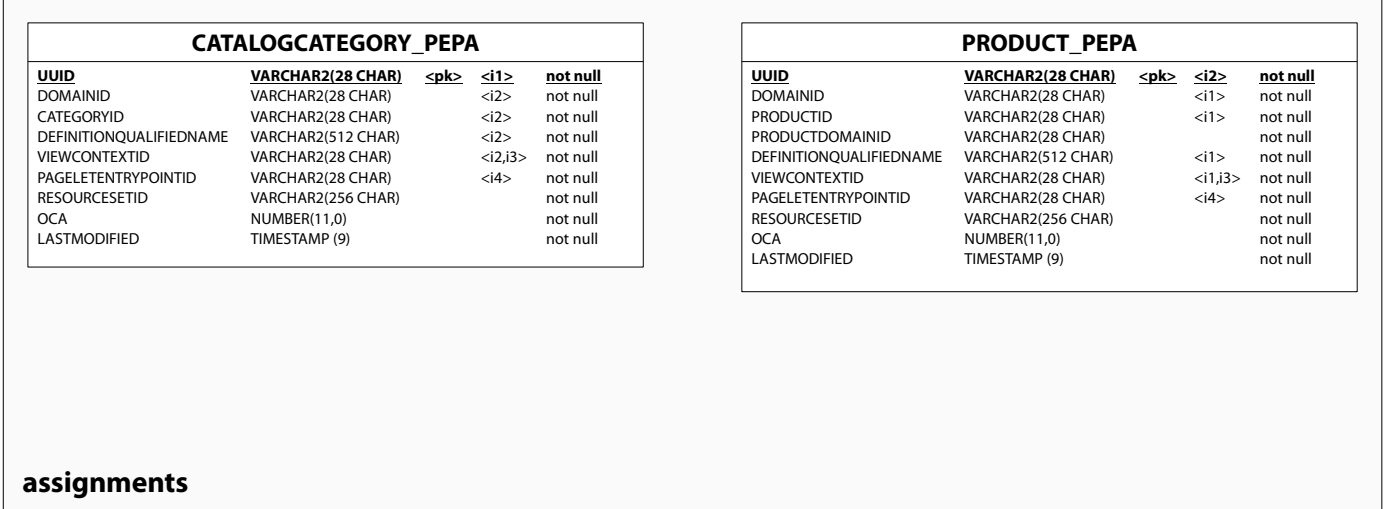 CATALOGCATEGORY_PEPA
UUID VARCHAR2(28 CHAR) <pk> <i1> not null
DOMAINID VARCHAR2(28 CHAR) <i2> not null
CATEGORYID VARCHAR2(28 CHAR) <i2> not null
DEFINITIONQUALIFIEDNAME VARCHAR2(512 CHAR) <i2> not null
VIEWCONTEXTID VARCHAR2(28 CHAR) <i2,i3> not null
PAGELETENTRYPOINTID VARCHAR2(28 CHAR) <i4> not null
RESOURCESETID VARCHAR2(256 CHAR) not null
OCA NUMBER(11,0) not null
LASTMODIFIED TIMESTAMP (9) not null
PRODUCT_PEPA
UUID VARCHAR2(28 CHAR) <pk> <i2> not null
DOMAINID VARCHAR2(28 CHAR) <i1> not null
PRODUCTID VARCHAR2(28 CHAR) <i1> not null
PRODUCTDOMAINID VARCHAR2(28 CHAR) not null
DEFINITIONQUALIFIEDNAME VARCHAR2(512 CHAR) <i1> not null
VIEWCONTEXTID VARCHAR2(28 CHAR) <i1,i3> not null
PAGELETENTRYPOINTID VARCHAR2(28 CHAR) <i4> not null
RESOURCESETID VARCHAR2(256 CHAR) not null
OCA NUMBER(11,0) not null
LASTMODIFIED TIMESTAMP (9) not null
assignments